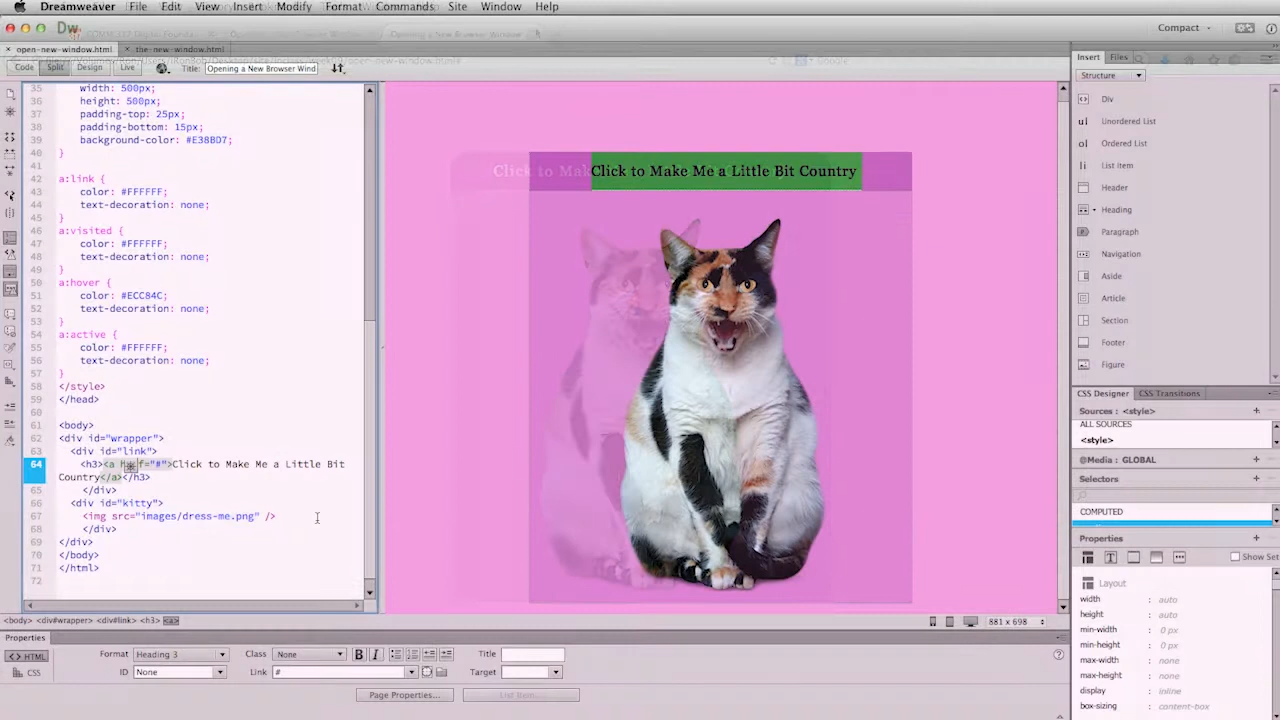 Dreamweaver File Edit View Insert Modify Format Commands Site Window Help
Dw
Opening a New Browser Window
Compact
× open-new-window.html × the-new-window.html
Code Split Design Live Title: Opening a New Browser Wind
Google
Insert Files
Structure
Div
ul Unordered List
ol Ordered List
li List Item
Header
Heading
Paragraph
Navigation
Aside
Article
Section
Footer
Figure
35 width: 500px;
36 height: 500px;
37 padding-top: 25px;
38 padding-bottom: 15px;
39 background-color: #E38BD7;
40 }
41
42 a:link {
43 color: #FFFFFF;
44 text-decoration: none;
45 }
46 a:visited {
47 color: #FFFFFF;
48 text-decoration: none;
49 }
50 a:hover {
51 color: #ECC84C;
52 text-decoration: none;
53 }
54 a:active {
55 color: #FFFFFF;
56 text-decoration: none;
57 }
58 </style>
59 </head>
60
61 <body>
62 <div id="wrapper">
63 <div id="link">
64 <h3><a href="#">Click to Make Me a Little Bit
Country</a></h3>
65 </div>
66 <div id="kitty">
67 <img src="images/dress-me.png" />
68 </div>
69 </div>
70 </body>
71 </html>
72
Click to Mak
Click to Make Me a Little Bit Country
CSS Designer CSS Transitions
Sources : <style>
ALL SOURCES
<style>
@Media : GLOBAL
Selectors
COMPUTED
Properties
Show Set
Layout
width : auto
height : auto
min-width : 0 px
min-height : 0 px
max-width : none
max-height : none
display : inline
box-sizing : content-box
<body> <div#wrapper> <div#link> <h3> <a>
881 x 698
Properties
<> HTML Format Heading 3 Class None B I Title
CSS ID None Link # Target
Page Properties... List Item...